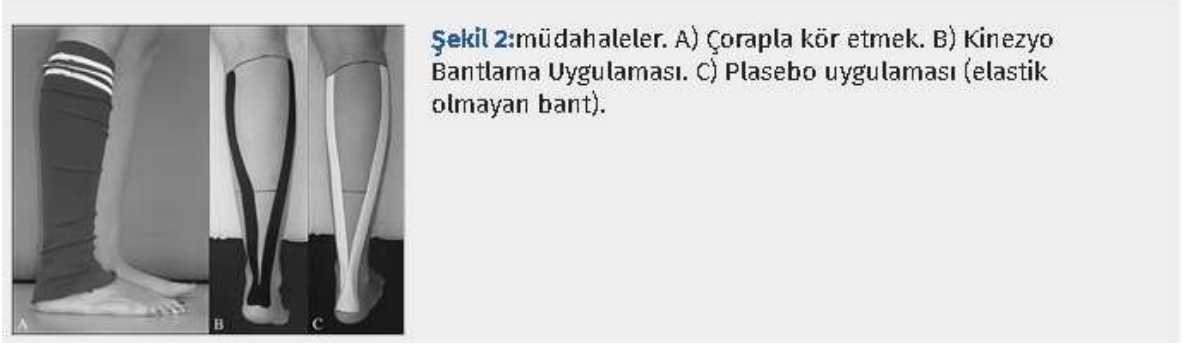 Şekil 2:müdahaleler. A) Çorapla kör etmek. B) Kinezyo
Bantlama Uygulaması. C) Plasebo uygulaması (elastik
olmayan bant).
A
B
C